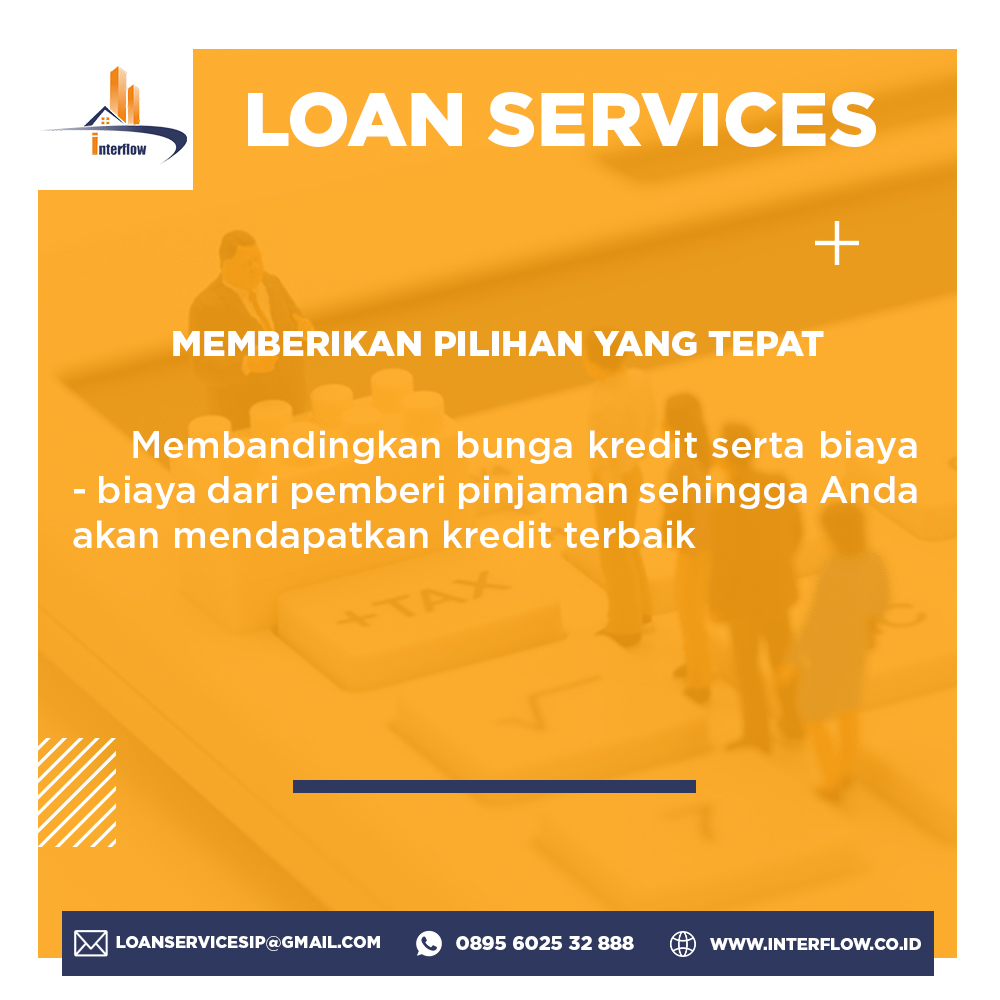 interflow
LOAN SERVICES
MEMBERIKAN PILIHAN YANG TEPAT
Membandingkan bunga kredit serta biaya
- biaya dari pemberi pinjaman sehingga Anda
akan mendapatkan kredit terbaik
+TAX
√
7
C
LOANSERVICESIP@GMAIL.COM
0895 6025 32 888
WWW.INTERFLOW.CO.ID